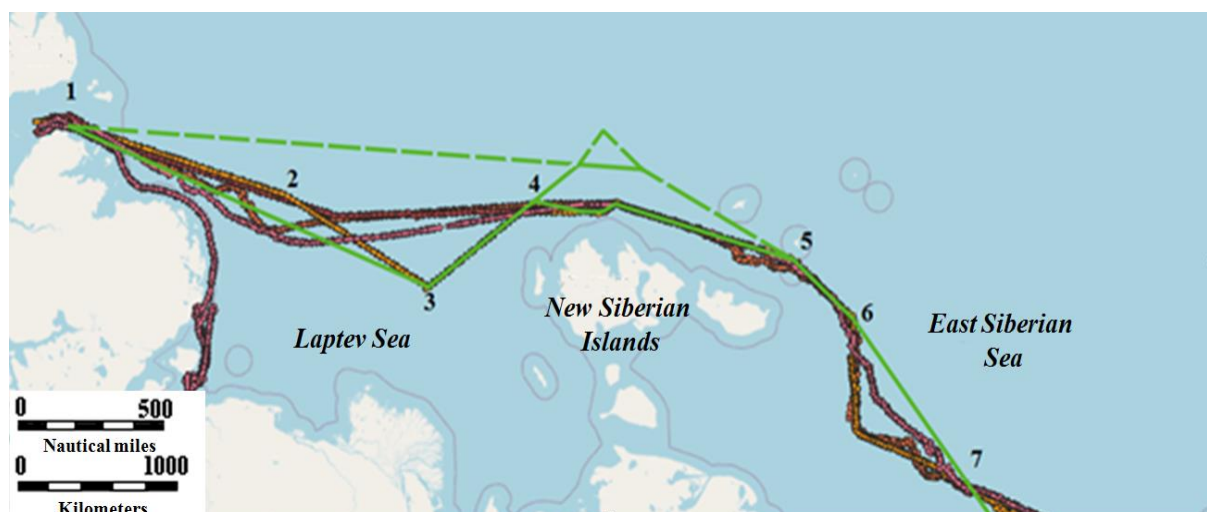 1
2
4
5
3
6
New Siberian
Islands
Laptev Sea
East Siberian
Sea
7
0 500
Nautical miles
0 1000
Kilometers